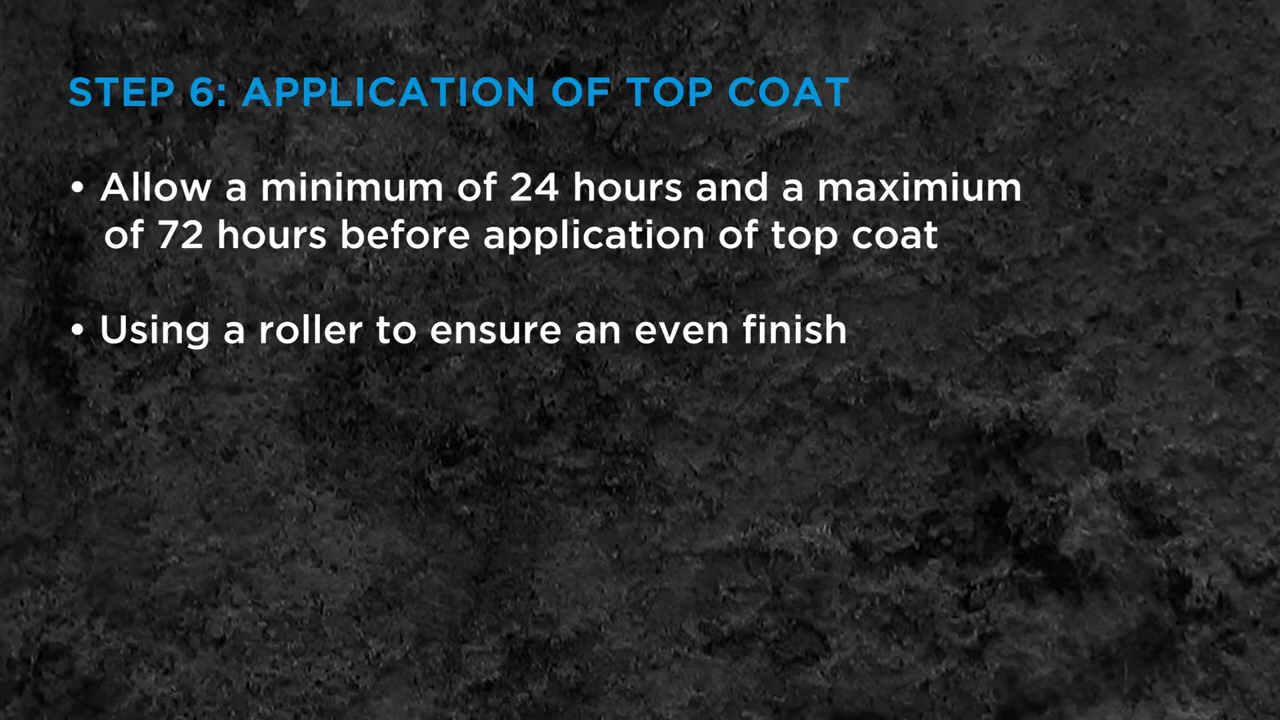 STEP 6: APPLICATION OF TOP COAT
• Allow a minimum of 24 hours and a maximium
of 72 hours before application of top coat
• Using a roller to ensure an even finish